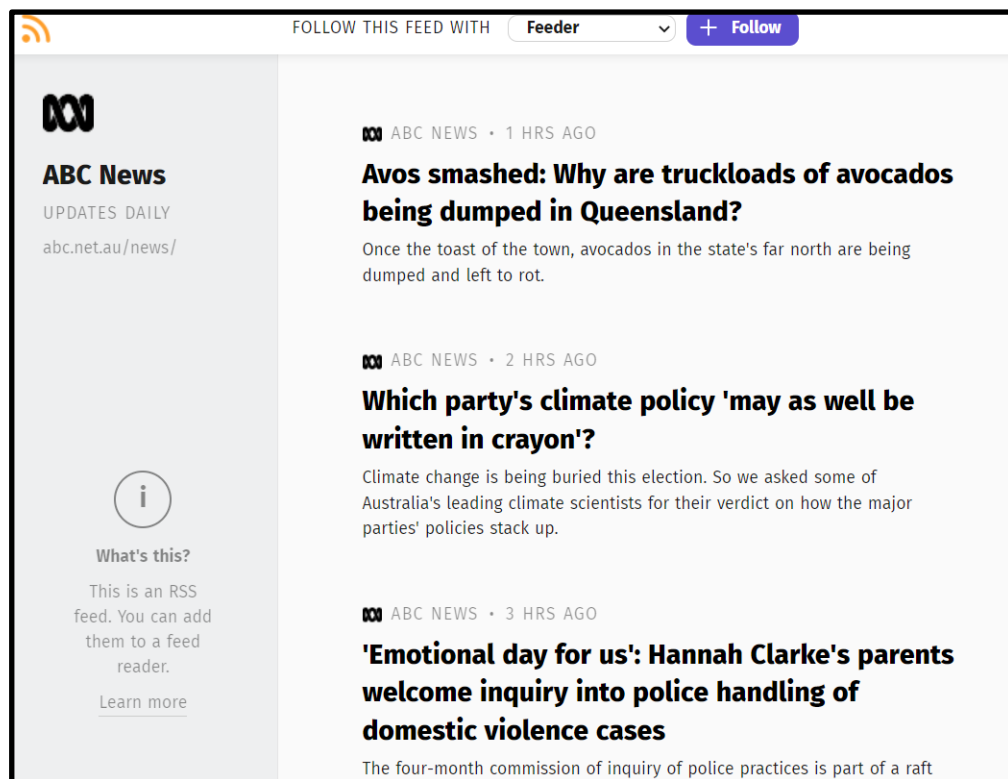 FOLLOW THIS FEED WITH Feeder + Follow
ABC News
UPDATES DAILY
abc.net.au/news/
i
What's this?
This is an RSS
feed. You can add
them to a feed
reader.
Learn more
ABC NEWS • 1 HRS AGO
Avos smashed: Why are truckloads of avocados
being dumped in Queensland?
Once the toast of the town, avocados in the state's far north are being
dumped and left to rot.
ABC NEWS • 2 HRS AGO
Which party's climate policy 'may as well be
written in crayon'?
Climate change is being buried this election. So we asked some of
Australia's leading climate scientists for their verdict on how the major
parties' policies stack up.
ABC NEWS • 3 HRS AGO
'Emotional day for us': Hannah Clarke's parents
welcome inquiry into police handling of
domestic violence cases
The four-month commission of inquiry of police practices is part of a raft